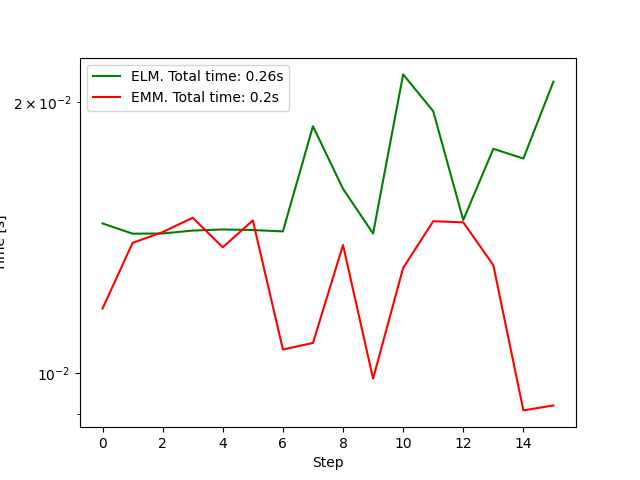 ELM. Total time: 0.26s
EMM. Total time: 0.2s
2 × 10⁻²
10⁻²
Time [s]
0 2 4 6 8 10 12 14
Step